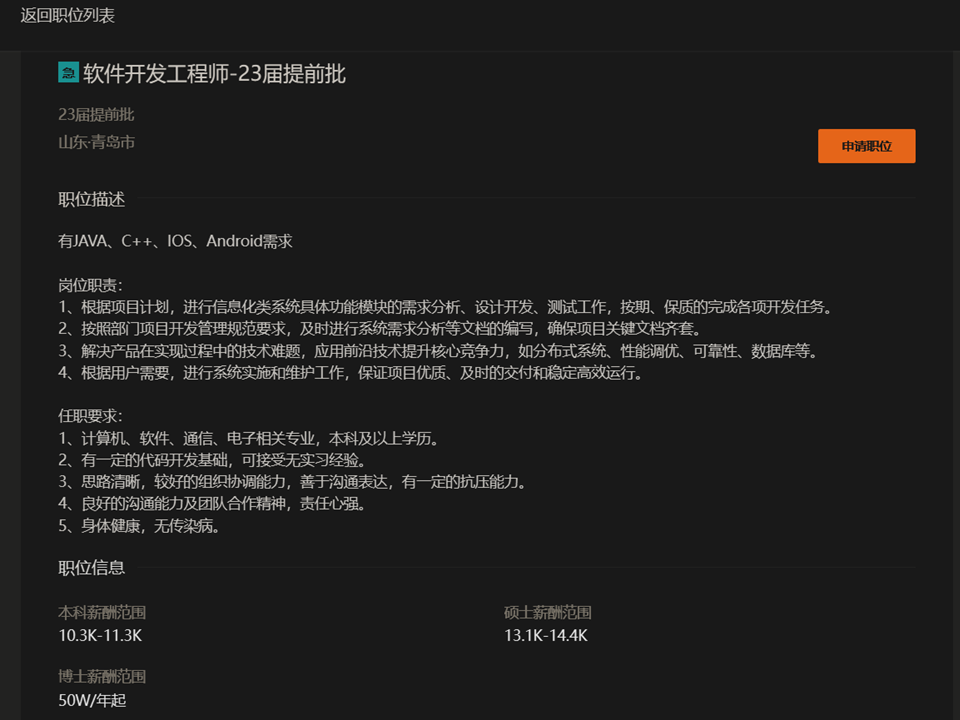 返回职位列表
急 软件开发工程师-23届提前批
23届提前批
山东·青岛市
申请职位
职位描述
有JAVA、C++、IOS、Android需求
岗位职责：
1、根据项目计划，进行信息化类系统具体功能模块的需求分析、设计开发、测试工作，按期、保质的完成各项开发任务。
2、按照部门项目开发管理规范要求，及时进行系统需求分析等文档的编写，确保项目关键文档齐套。
3、解决产品在实现过程中的技术难题，应用前沿技术提升核心竞争力，如分布式系统、性能调优、可靠性、数据库等。
4、根据用户需要，进行系统实施和维护工作，保证项目优质、及时的交付和稳定高效运行。
任职要求：
1、计算机、软件、通信、电子相关专业，本科及以上学历。
2、有一定的代码开发基础，可接受无实习经验。
3、思路清晰，较好的组织协调能力，善于沟通表达，有一定的抗压能力。
4、良好的沟通能力及团队合作精神，责任心强。
5、身体健康，无传染病。
职位信息
本科薪酬范围
10.3K-11.3K
硕士薪酬范围
13.1K-14.4K
博士薪酬范围
50W/年起